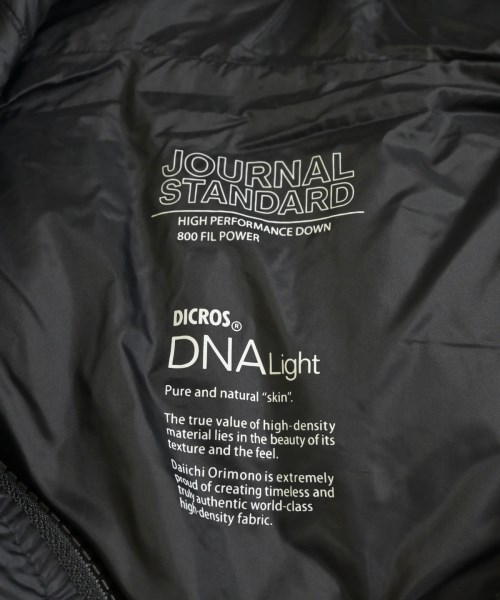 JOURNAL
STANDARD
HIGH PERFORMANCE DOWN
800 FIL POWER
DICROS®
DNALight
Pure and natural "skin".
The true value of high-density
material lies in the beauty of its
texture and the feel.
Daiichi Orimono is extremely
proud of creating timeless and
truly authentic world-class
high-density fabric.